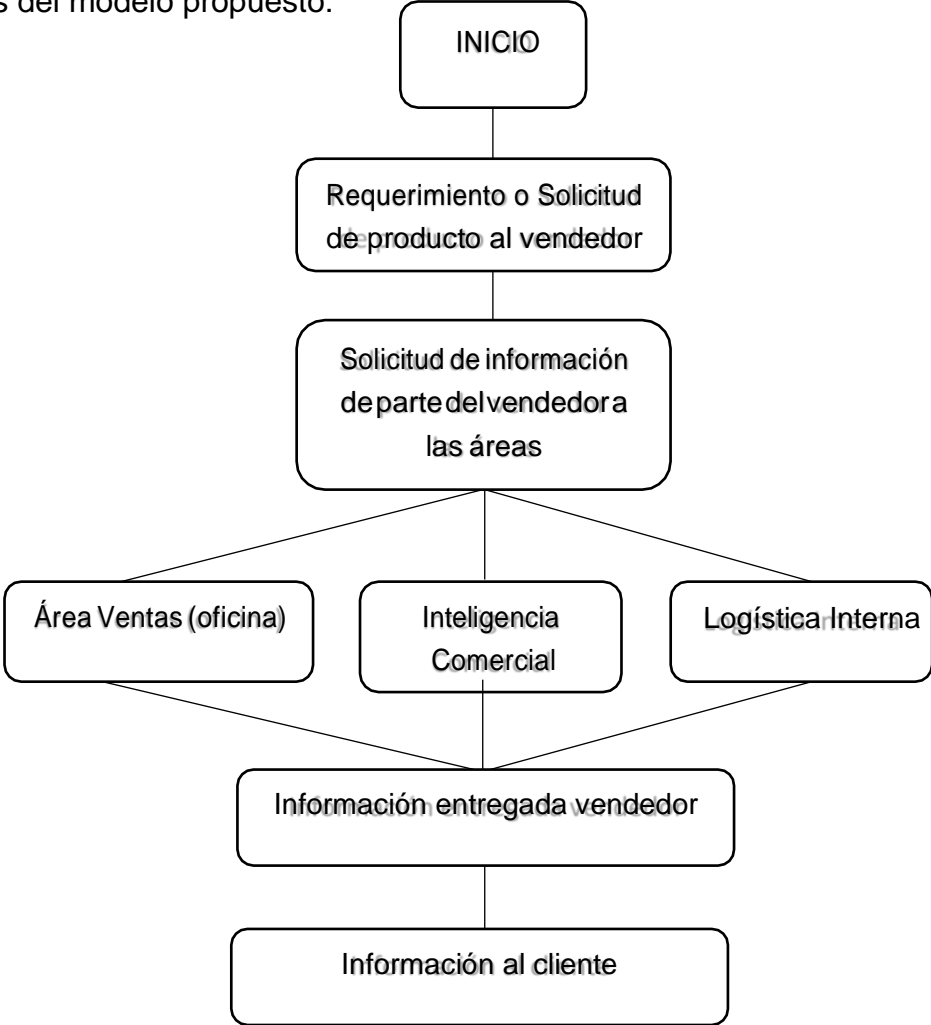 s del modelo propuesto.
INICIO
Requerimiento o Solicitud
de producto al vendedor
Solicitud de información
de parte del vendedor a
las áreas
Área Ventas (oficina)
Inteligencia
Comercial
Logística Interna
Información entregada vendedor
Información al cliente